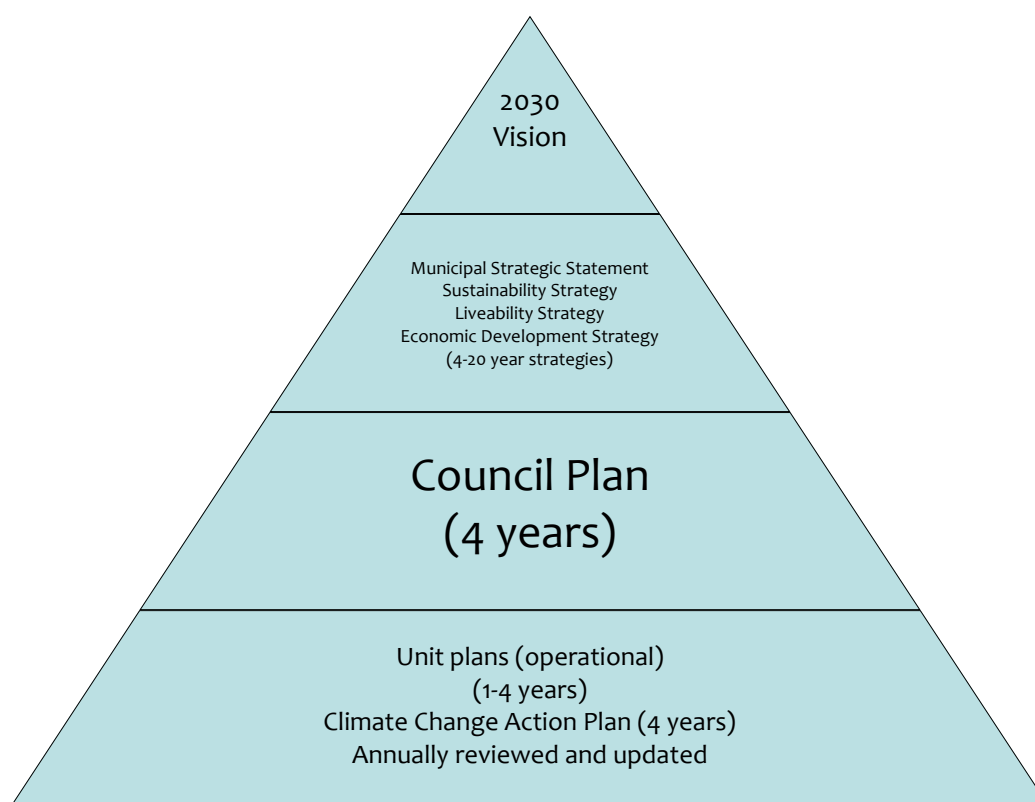 2030
Vision
Municipal Strategic Statement
Sustainability Strategy
Liveability Strategy
Economic Development Strategy
(4-20 year strategies)
Council Plan
(4 years)
Unit plans (operational)
(1-4 years)
Climate Change Action Plan (4 years)
Annually reviewed and updated